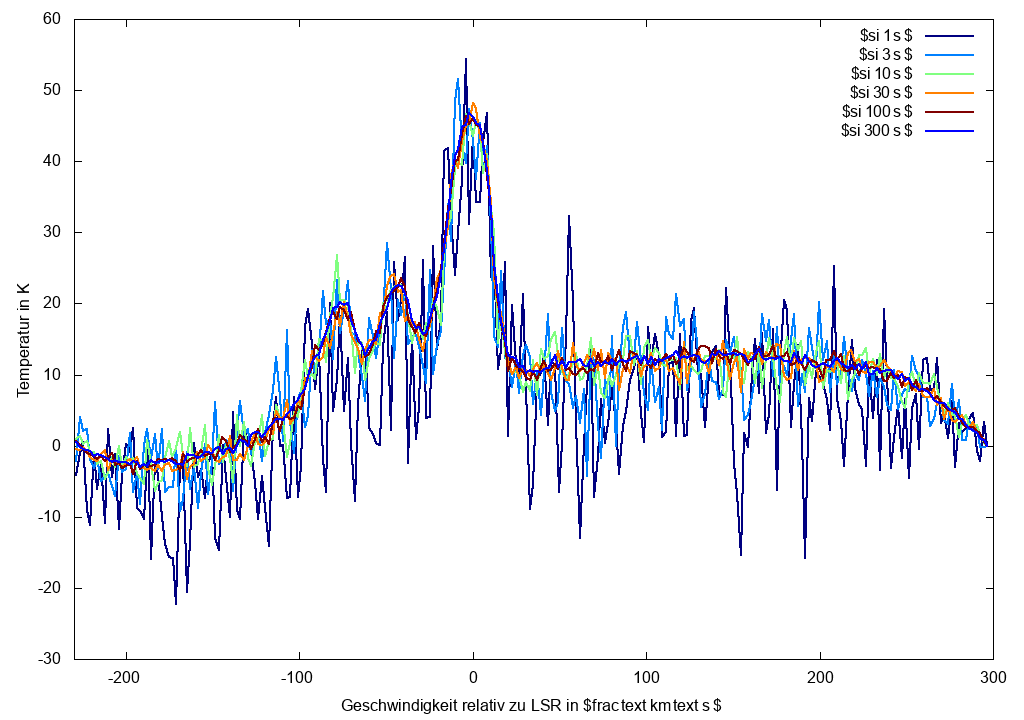 60
50
40
30
20
10
0
-10
-20
-30
-200
-100
0
100
200
300
Temperatur in K
Geschwindigkeit relativ zu LSR in $fractext kmtext s $
$si 1 s $
$si 3 s $
$si 10 s $
$si 30 s $
$si 100 s $
$si 300 s $